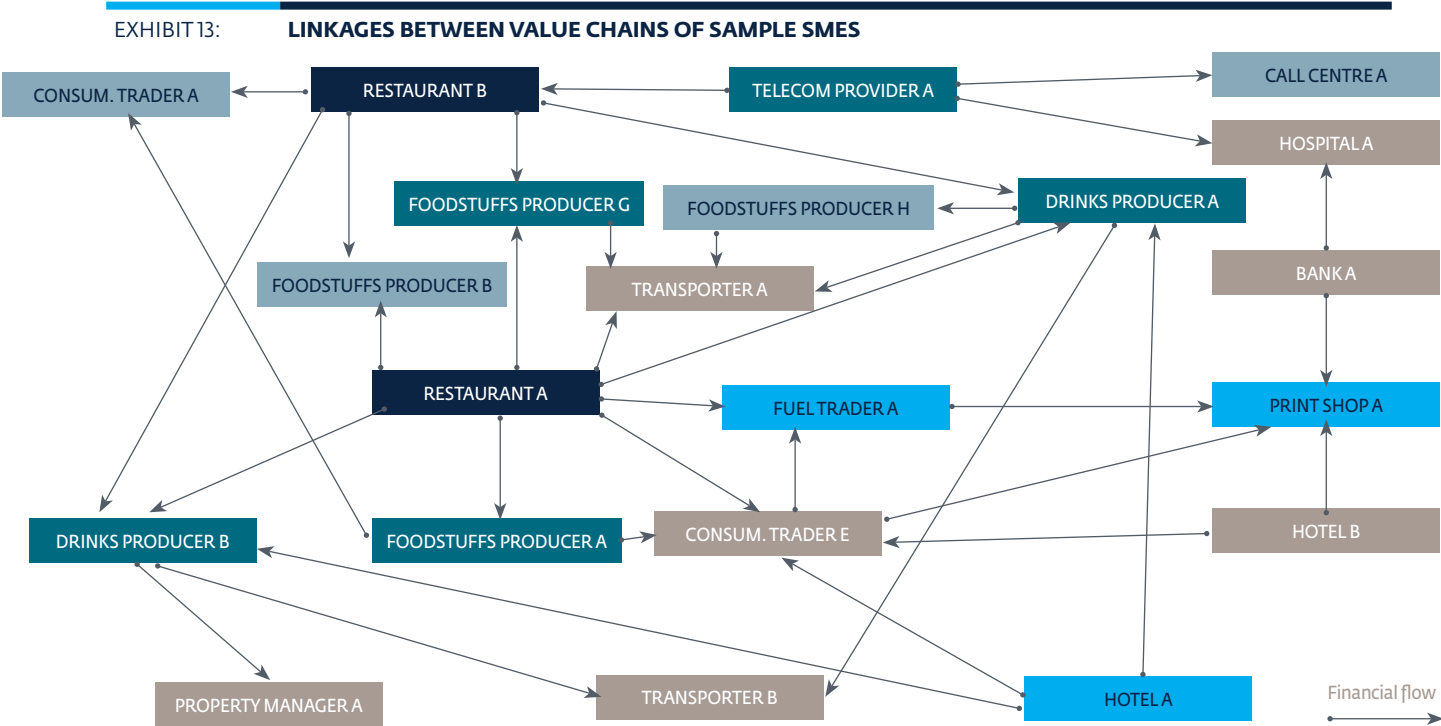 EXHIBIT 13: LINKAGES BETWEEN VALUE CHAINS OF SAMPLE SMES
CONSUM. TRADER A
RESTAURANT B
TELECOM PROVIDER A
CALL CENTRE A
HOSPITAL A
FOODSTUFFS PRODUCER G
FOODSTUFFS PRODUCER H
DRINKS PRODUCER A
FOODSTUFFS PRODUCER B
TRANSPORTER A
BANK A
RESTAURANT A
FUEL TRADER A
PRINT SHOP A
DRINKS PRODUCER B
FOODSTUFFS PRODUCER A
CONSUM. TRADER E
HOTEL B
PROPERTY MANAGER A
TRANSPORTER B
HOTEL A
Financial flow